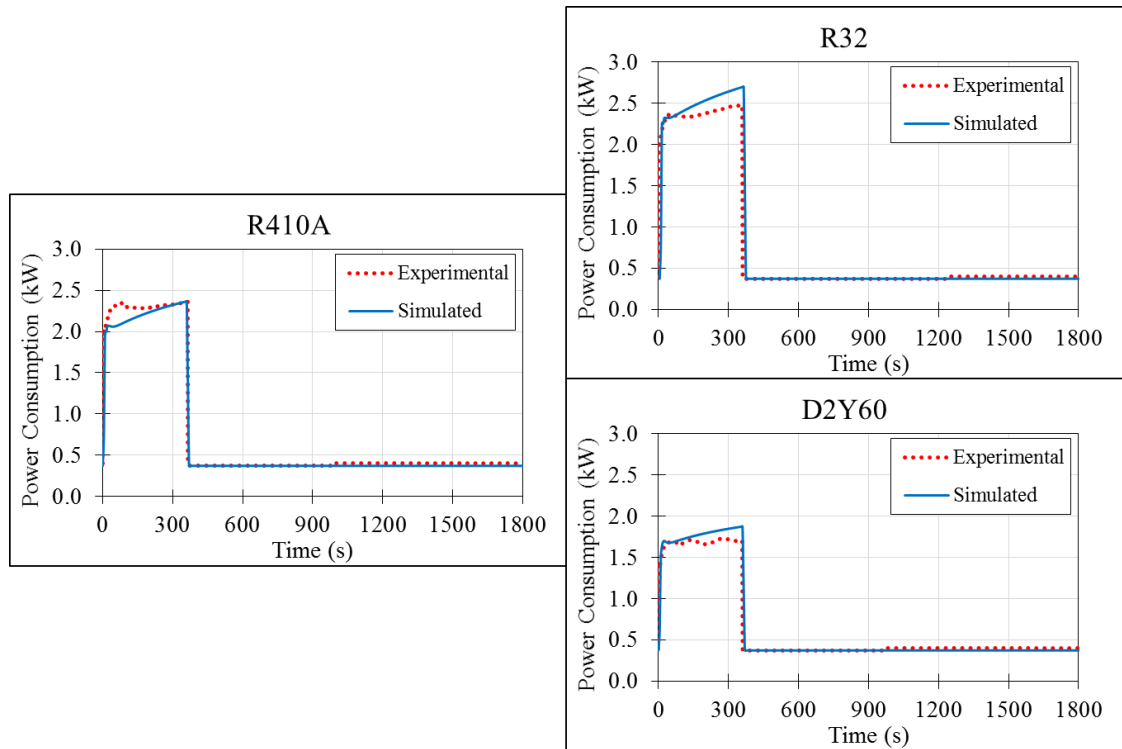 R410A
Power Consumption (kW)
3.0
2.5
2.0
1.5
1.0
0.5
0.0
Experimental
Simulated
0 300 600 900 1200 1500 1800
Time (s)
R32
Power Consumption (kW)
3.0
2.5
2.0
1.5
1.0
0.5
0.0
Experimental
Simulated
0 300 600 900 1200 1500 1800
Time (s)
D2Y60
Power Consumption (kW)
3.0
2.5
2.0
1.5
1.0
0.5
0.0
Experimental
Simulated
0 300 600 900 1200 1500 1800
Time (s)